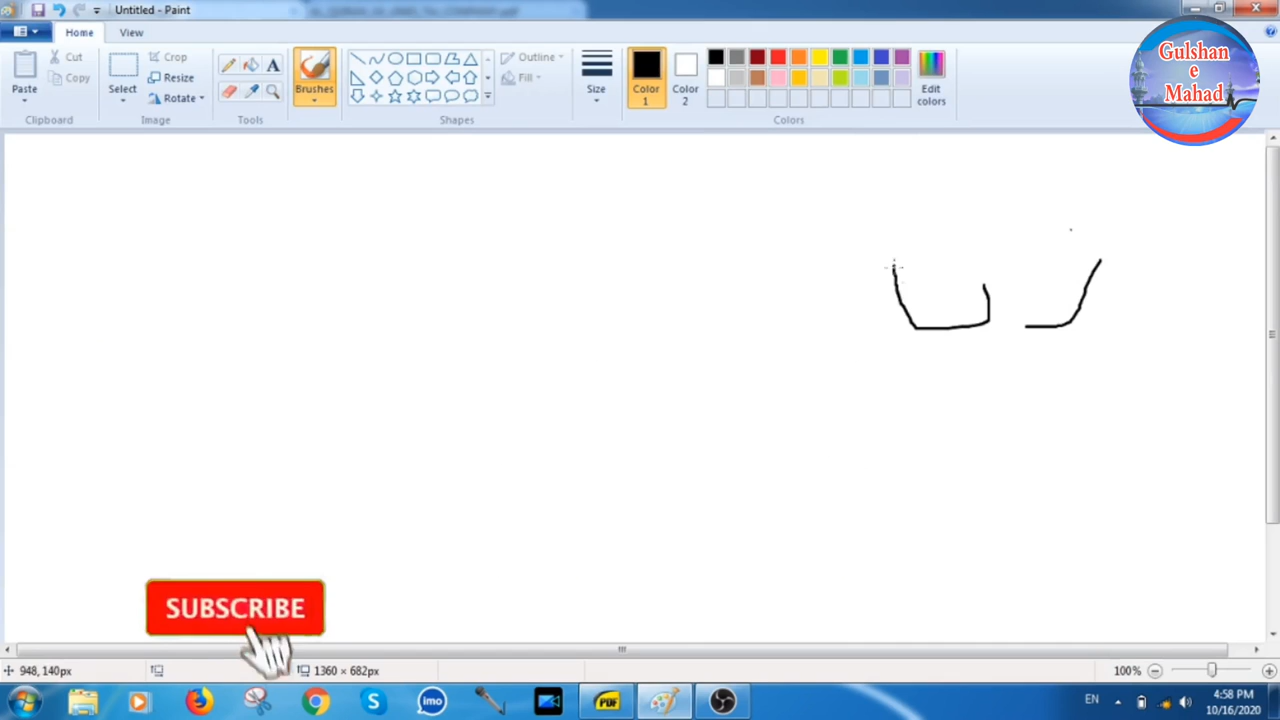 Untitled - Paint
Home
View
Paste
Cut
Copy
Clipboard
Select
Crop
Resize
Rotate
Image
A
Tools
Brushes
Shapes
Outline
Fill
Size
Color 1
Color 2
Edit colors
Colors
Gulshan
e
Mahad
SUBSCRIBE
948, 140px
1360 × 682px
100%
S
imo
PDF
EN
4:58 PM
10/16/2020